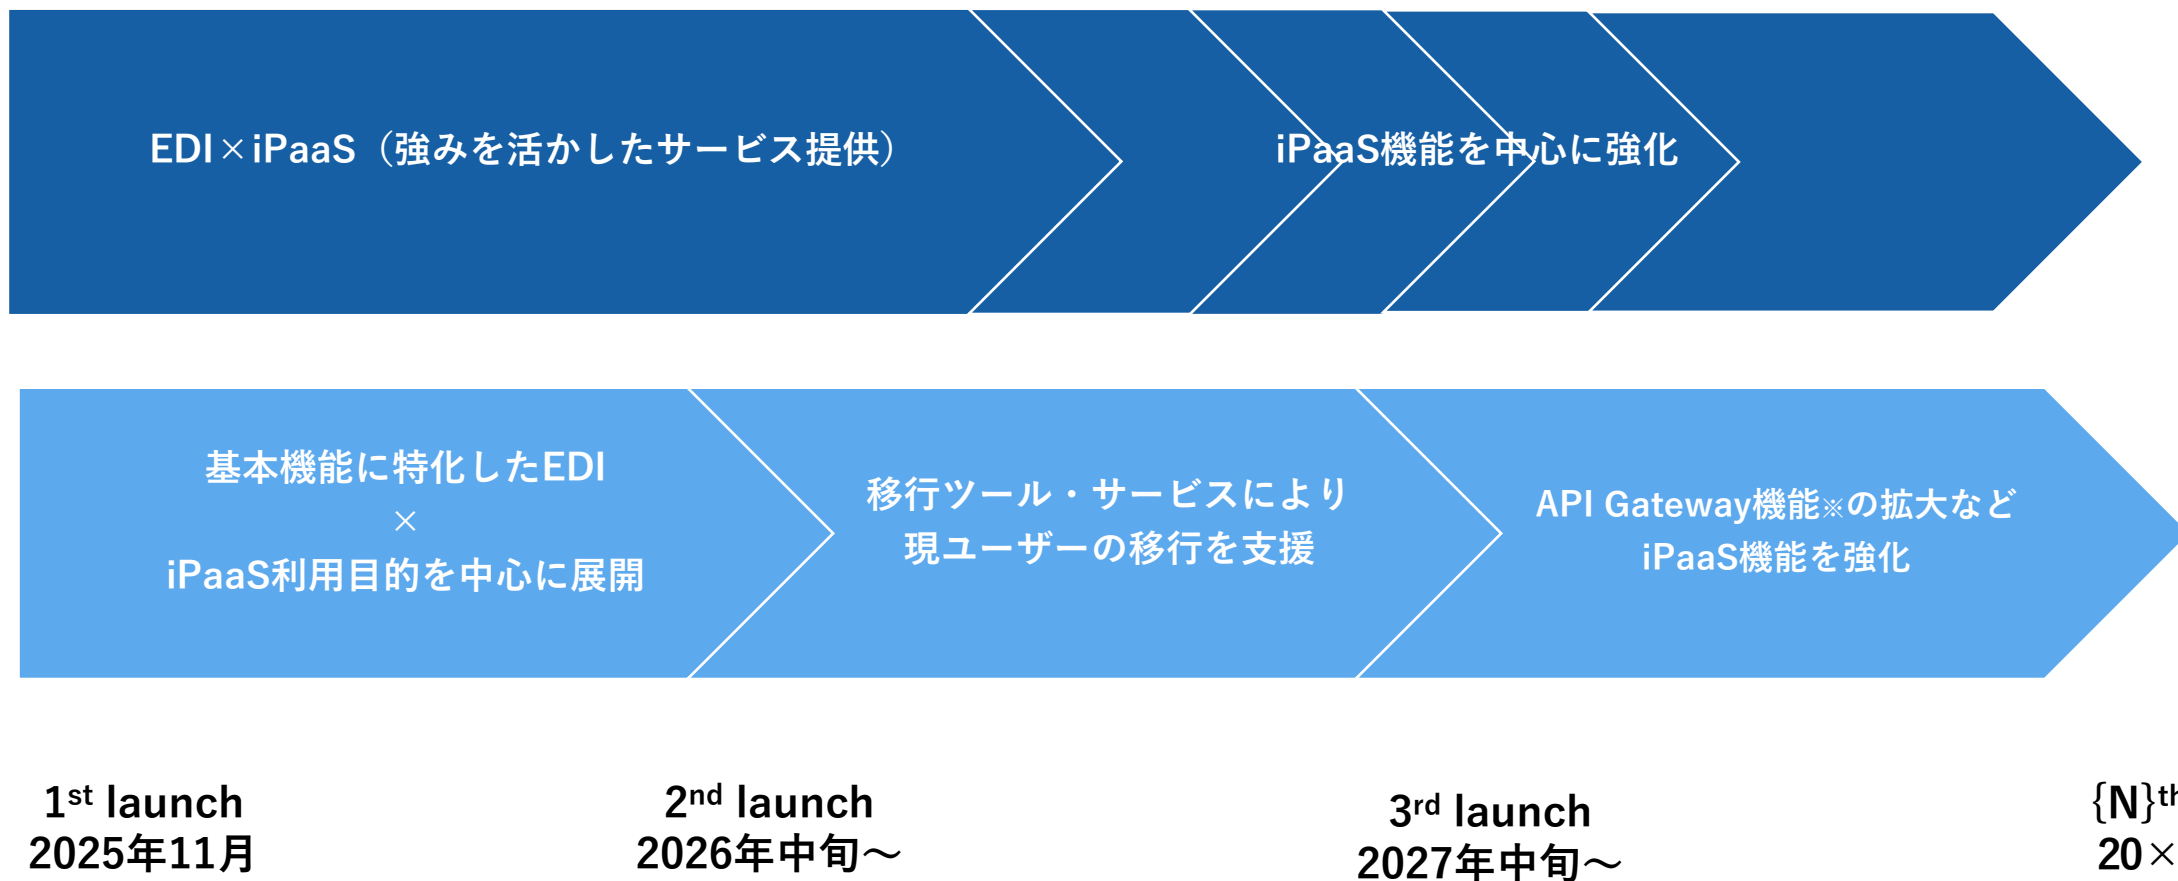 EDI×iPaaS（強みを活かしたサービス提供）
iPaaS機能を中心に強化
基本機能に特化したEDI
×
iPaaS利用目的を中心に展開
移行ツール・サービスにより
現ユーザーの移行を支援
API Gateway機能※の拡大など
iPaaS機能を強化
1st launch
2025年11月
2nd launch
2026年中旬～
3rd launch
2027年中旬～
{N}th
20×